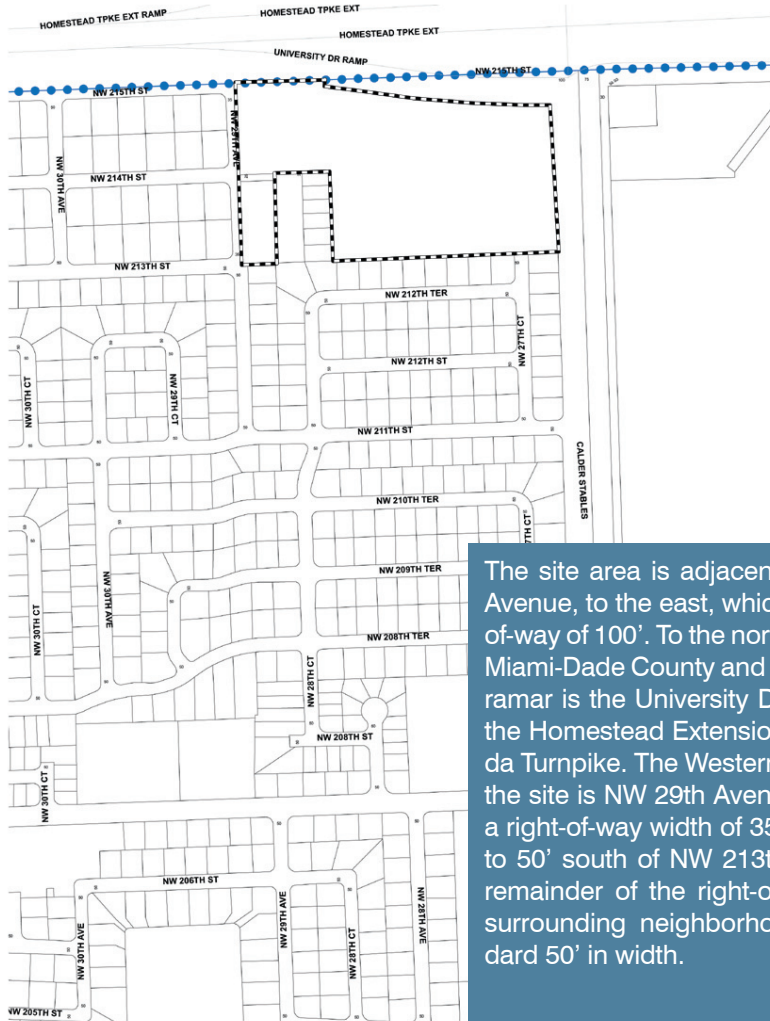 HOMESTEAD TPKE EXT RAMP
HOMESTEAD TPKE EXT
HOMESTEAD TPKE EXT
UNIVERSITY DR RAMP
NW 215TH ST
NW 215TH ST
NW 29TH AVE
NW 30TH AVE
NW 214TH ST
NW 213TH ST
NW 212TH TER
NW 27TH CT
NW 212TH ST
NW 30TH CT
NW 29TH CT
NW 211TH ST
CALDER STABLES
NW 210TH TER
7TH CT
NW 209TH TER
NW 30TH CT
NW 30TH AVE
NW 208TH TER
NW 28TH CT
NW 208TH ST
NW 30TH CT
NW 206TH ST
NW 30TH AVE
NW 29TH AVE
NW 28TH CT
NW 28TH AVE
NW 205TH ST
The site area is adjacen
Avenue, to the east, whic
of-way of 100’. To the nor
Miami-Dade County and
ramar is the University D
the Homestead Extensio
da Turnpike. The Western
the site is NW 29th Aven
a right-of-way width of 35
to 50’ south of NW 213t
remainder of the right-o
surrounding neighborho
dard 50’ in width.